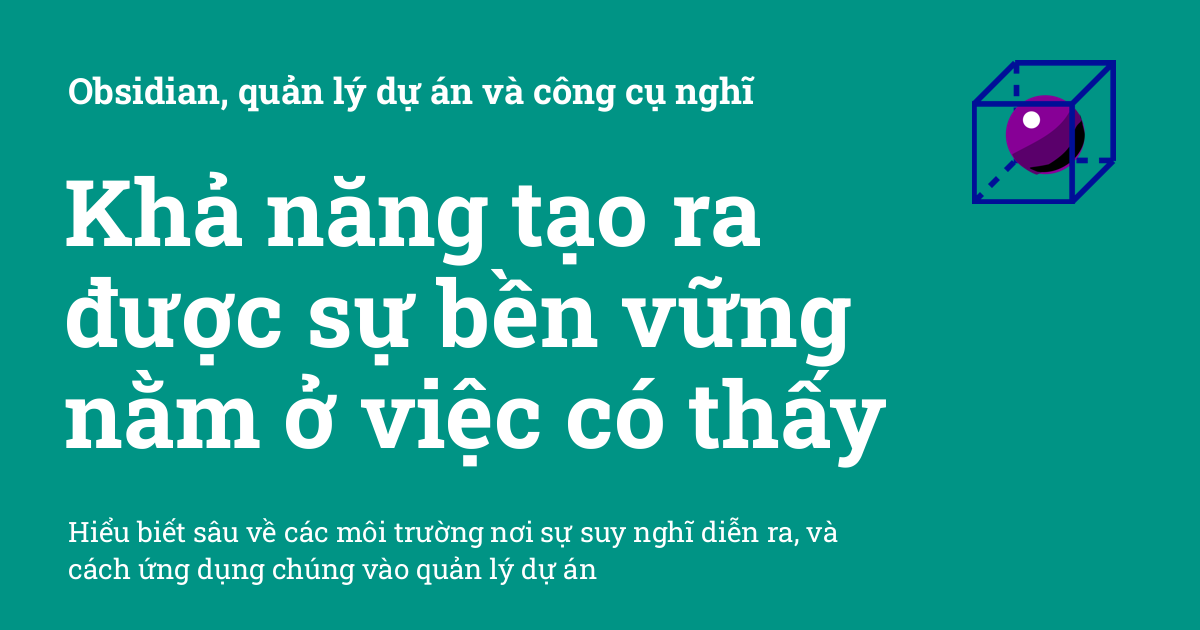 Obsidian, quản lý dự án và công cụ nghĩ
Khả năng tạo ra
được sự bền vững
nằm ở việc có thấy
Hiểu biết sâu về các môi trường nơi sự suy nghĩ diễn ra, và
cách ứng dụng chúng vào quản lý dự án